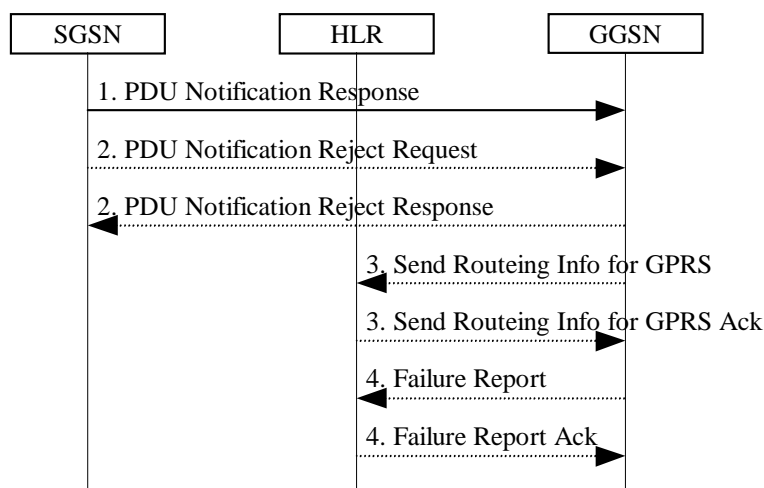 SGSN HLR GGSN
1. PDU Notification Response
2. PDU Notification Reject Request
2. PDU Notification Reject Response
3. Send Routeing Info for GPRS
3. Send Routeing Info for GPRS Ack
4. Failure Report
4. Failure Report Ack